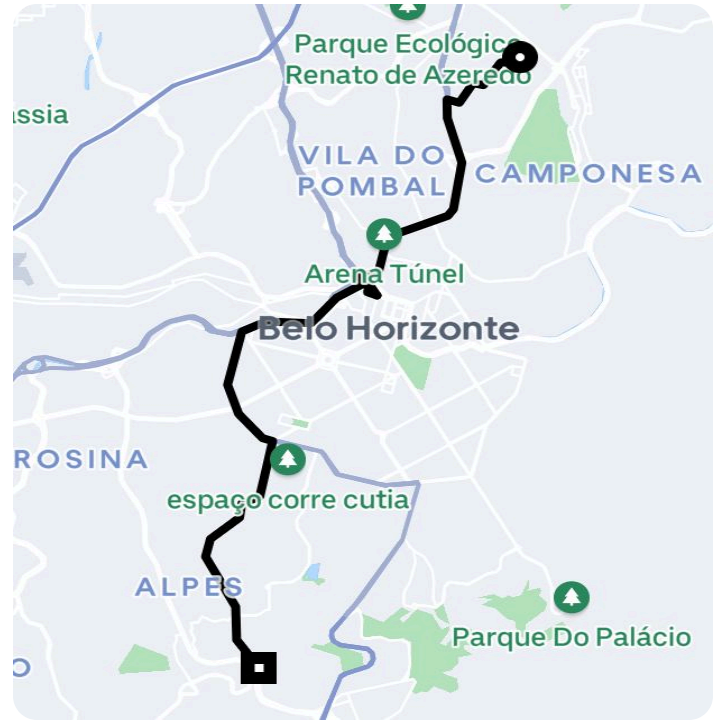 Parque Ecológico
Renato de Azeredo
assia
VILA DO
POMBAL
CAMPONESA
Arena Túnel
Belo Horizonte
ROSINA
espaço corre cutia
ALPES
Parque Do Palácio
O